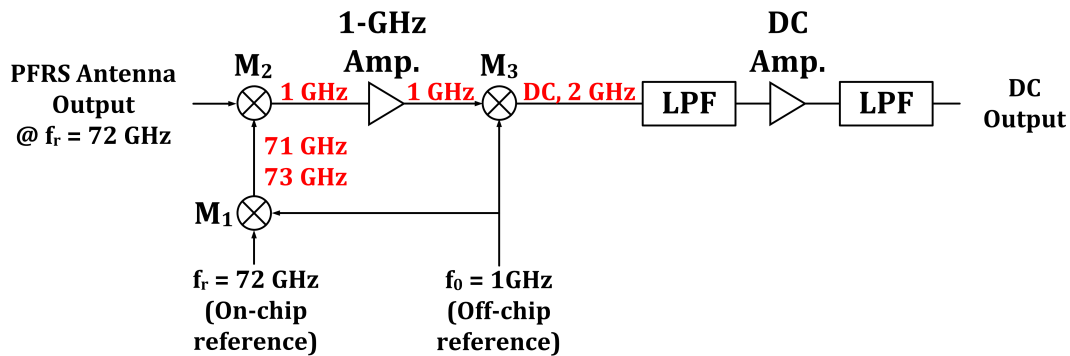 1-GHz
Amp.
DC
Amp.
PFRS Antenna
Output
@ fᵣ = 72 GHz
M₂
1 GHz
1 GHz
M₃
DC, 2 GHz
LPF
LPF
DC
Output
71 GHz
73 GHz
M₁
fᵣ = 72 GHz
(On-chip
reference)
f₀ = 1GHz
(Off-chip
reference)